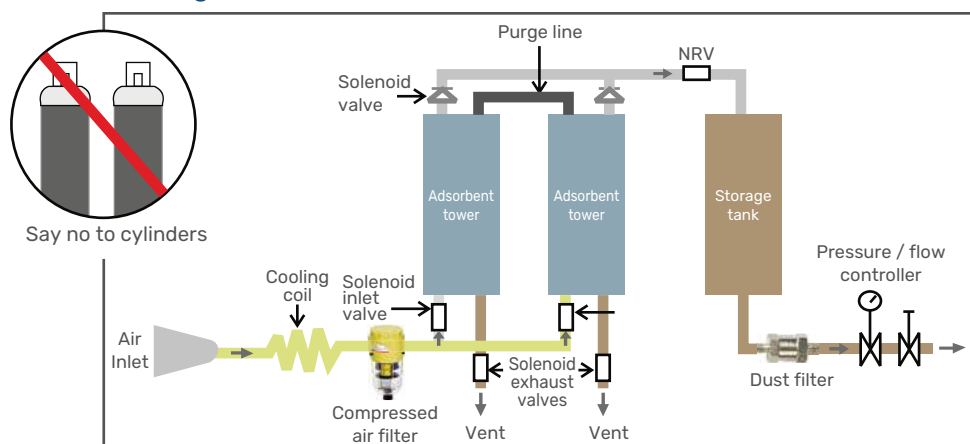 Purge line
NRV
Solenoid
valve
Adsorbent
tower
Adsorbent
tower
Storage
tank
Say no to cylinders
Pressure / flow
controller
Cooling
coil
Solenoid
inlet
valve
Air
Inlet
Compressed
air filter
Solenoid
exhaust
valves
Dust filter
Vent
Vent